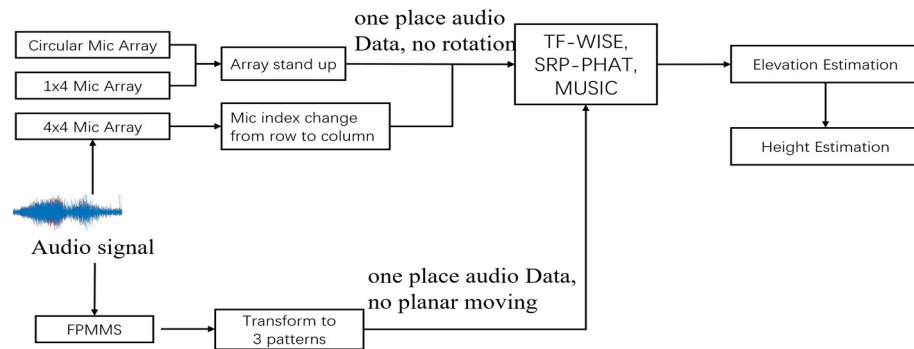 one place audio
Data, no rotation
Circular Mic Array
1x4 Mic Array
4x4 Mic Array
Array stand up
Mic index change
from row to column
TF-WISE,
SRP-PHAT,
MUSIC
Elevation Estimation
Height Estimation
Audio signal
one place audio Data,
no planar moving
FPMMS
Transform to
3 patterns